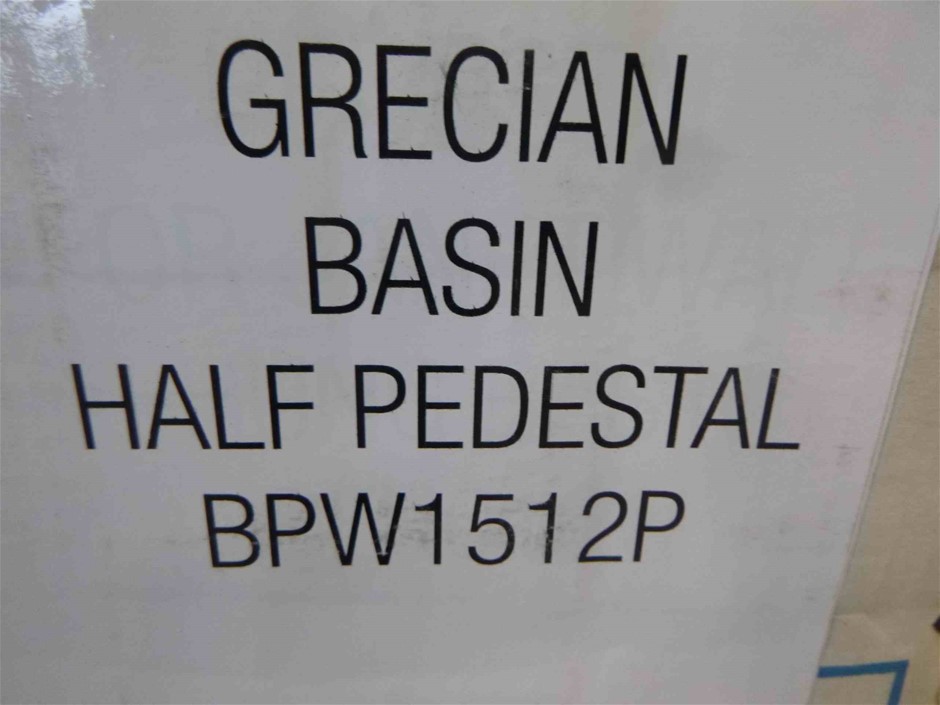 GRECIAN
BASIN
HALF PEDESTAL
BPW1512P